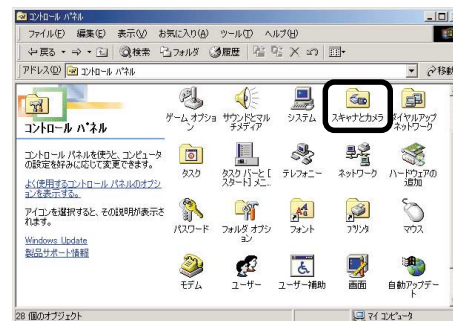 コントロール パネル
ファイル(F) 編集(E) 表示(V) お気に入り(A) ツール(T) ヘルプ(H)
戻る 検索 フォルダ 履歴
アドレス(D) コントロール パネル 移動
コントロール パネル
コントロール パネルを使うと、コンピュータ
の設定を好みに応じて変更できます。
よく使用するコントロール パネルのオプシ
ョンを表示する。
アイコンを選択すると、その説明が表示さ
れます。
Windows Update
製品サポート情報
ゲーム オプショ
ン
サウンドとマル
チメディア
システム
スキャナとカメラ
ダイヤルアップ
ネットワーク
タスク
タスク バーと [
スタート] メニ...
テレフォニー
ネットワーク
ハードウェアの
追加
パスワード
フォルダ オプシ
ョン
フォント
プリンタ
マウス
モデム
ユーザー
ユーザー補助
画面
自動アップデー
ト
28 個のオブジェクト
マイ コンピュータ